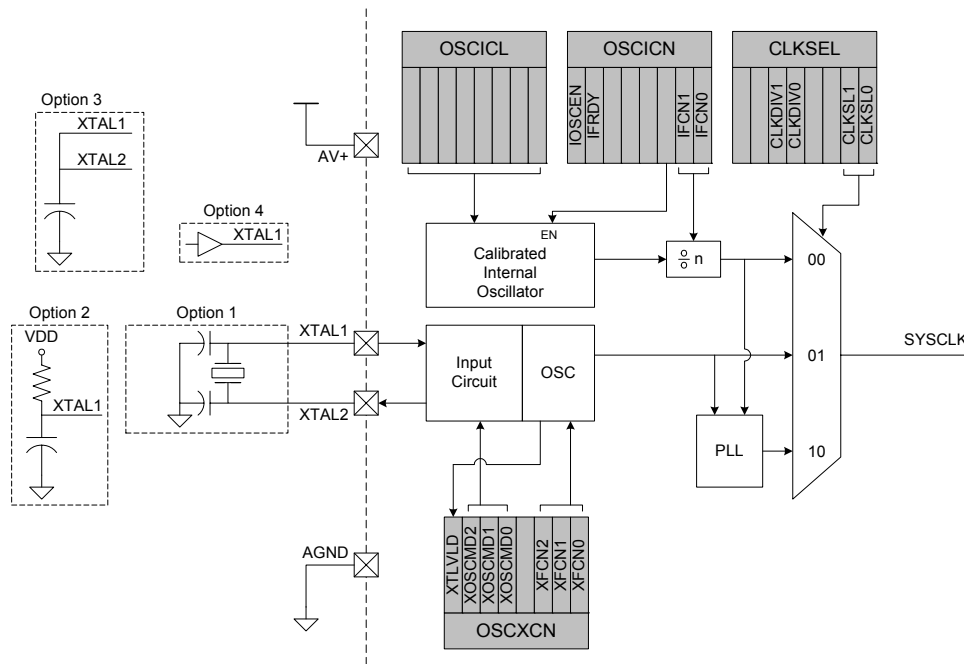 OSCICL
OSCICN
CLKSEL
IOSCEN
IFRDY
IFCN1
IFCN0
CLKDIV1
CLKDIV0
CLKSL1
CLKSL0
Option 3
XTAL1
XTAL2
AV+
Option 4
XTAL1
EN
Calibrated
Internal
Oscillator
n
00
Option 2
VDD
XTAL1
Option 1
XTAL1
XTAL2
Input
Circuit
OSC
01
SYSCLK
PLL
10
AGND
XTLVLD
XOSCMD2
XOSCMD1
XOSCMD0
XFCN2
XFCN1
XFCN0
OSCXCN